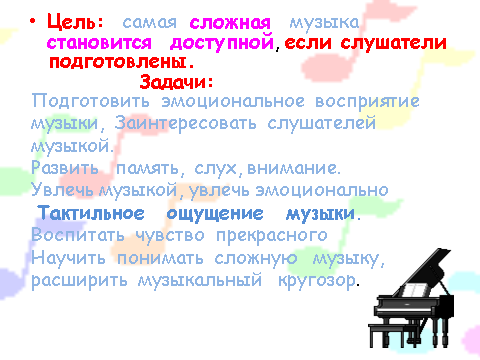 • Цель: самая сложная музыка
становится доступной, если слушатели
подготовлены.
Задачи:
Подготовить эмоциональное восприятие
музыки, Заинтересовать слушателей
музыкой.
Развить память, слух, внимание.
Увлечь музыкой, увлечь эмоционально
Тактильное ощущение музыки.
Воспитать чувство прекрасного
Научить понимать сложную музыку,
расширить музыкальный кругозор.